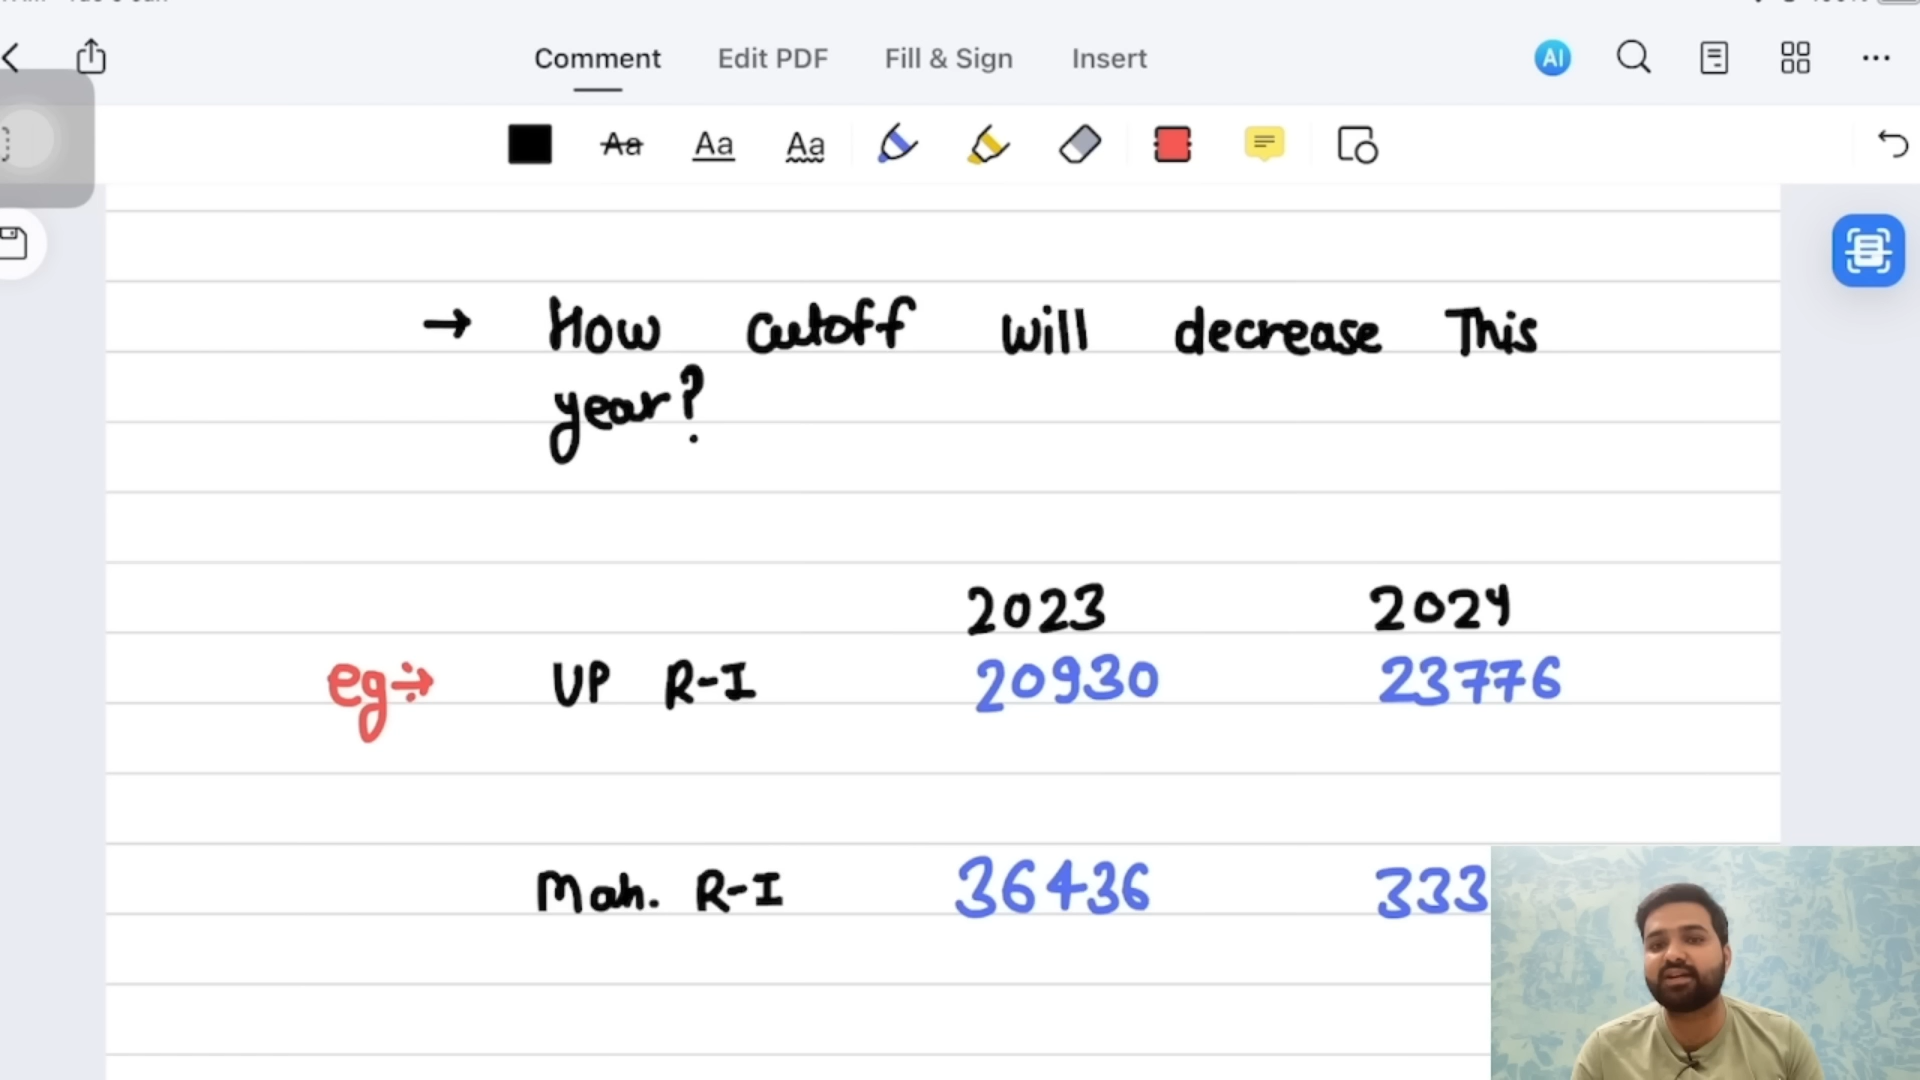 Comment Edit PDF Fill & Sign Insert AI
Aa Aa Aa
→ How cutoff will decrease This
year?
2023 2024
eg→ UP R-I 20930 23776
Mah. R-I 36436 333